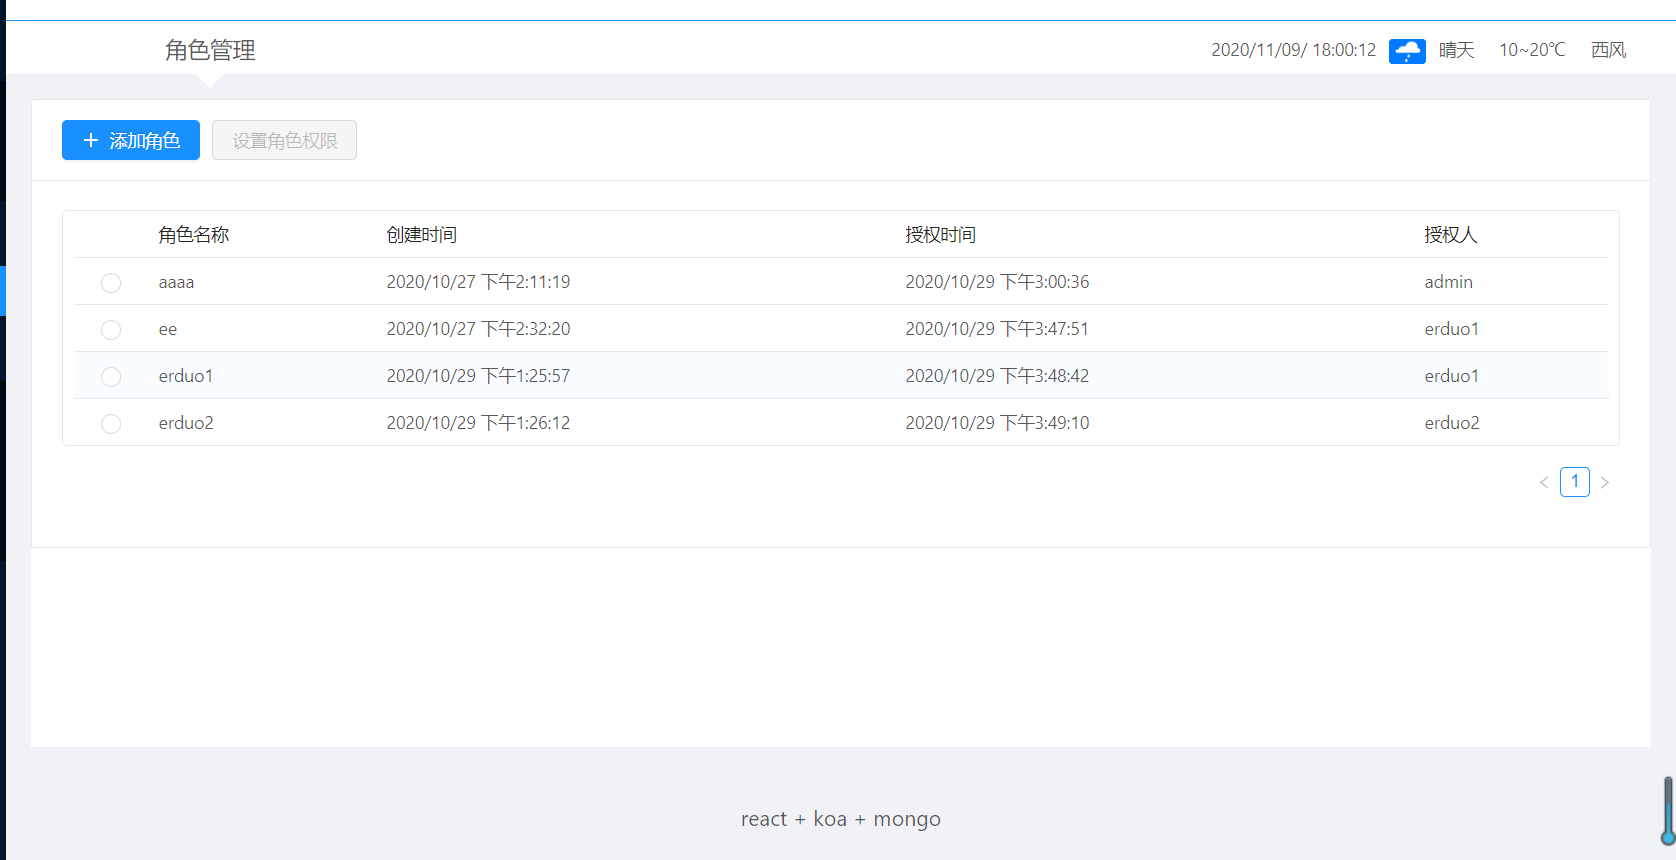 角色管理 2020/11/09/ 18:00:12 晴天 10~20℃ 西风
+ 添加角色 设置角色权限
角色名称 创建时间 授权时间 授权人
aaaa 2020/10/27 下午2:11:19 2020/10/29 下午3:00:36 admin
ee 2020/10/27 下午2:32:20 2020/10/29 下午3:47:51 erduo1
erduo1 2020/10/29 下午1:25:57 2020/10/29 下午3:48:42 erduo1
erduo2 2020/10/29 下午1:26:12 2020/10/29 下午3:49:10 erduo2
< 1 >
react + koa + mongo